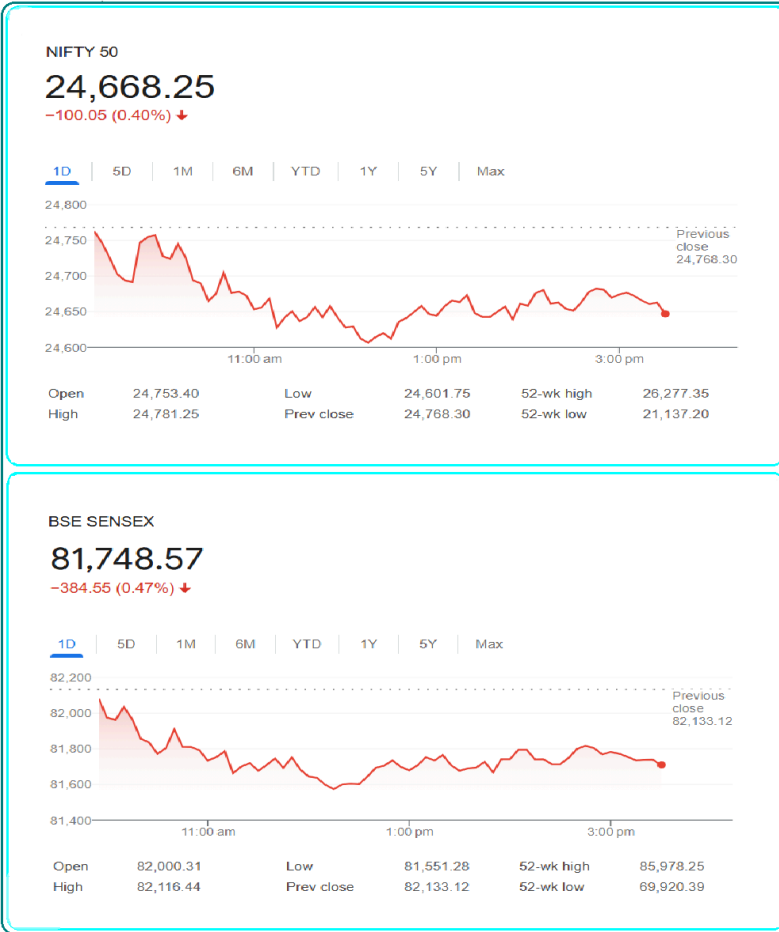 NIFTY 50
24,668.25
−100.05 (0.40%)
1D 5D 1M 6M YTD 1Y 5Y Max
24,800
24,750
24,700
24,650
24,600
Previous
close
24,768.30
11:00 am 1:00 pm 3:00 pm
Open 24,753.40 Low 24,601.75 52-wk high 26,277.35
High 24,781.25 Prev close 24,768.30 52-wk low 21,137.20
BSE SENSEX
81,748.57
−384.55 (0.47%)
1D 5D 1M 6M YTD 1Y 5Y Max
82,200
82,000
81,800
81,600
81,400
Previous
close
82,133.12
11:00 am 1:00 pm 3:00 pm
Open 82,000.31 Low 81,551.28 52-wk high 85,978.25
High 82,116.44 Prev close 82,133.12 52-wk low 69,920.39